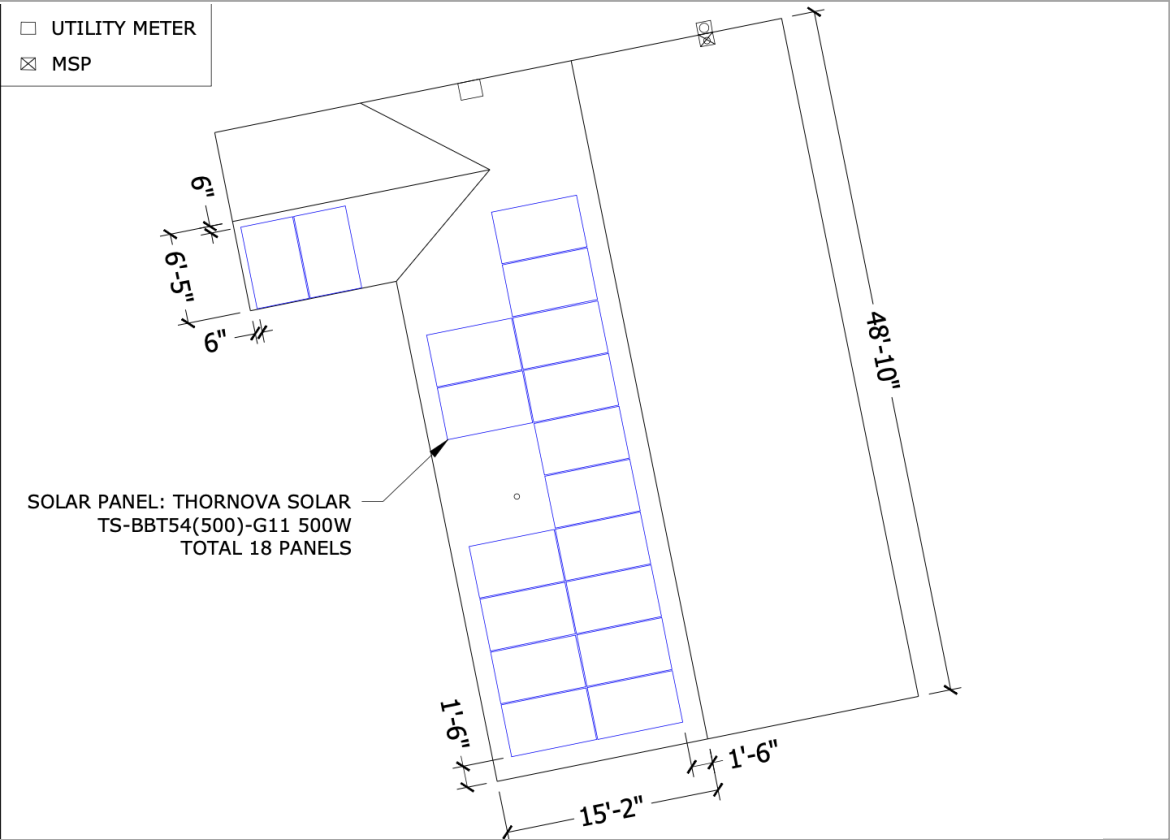 UTILITY METER
MSP
6"
6'-5"
6"
48'-10"
SOLAR PANEL: THORNOVA SOLAR
TS-BBT54(500)-G11 500W
TOTAL 18 PANELS
1'-6"
1'-6"
15'-2"